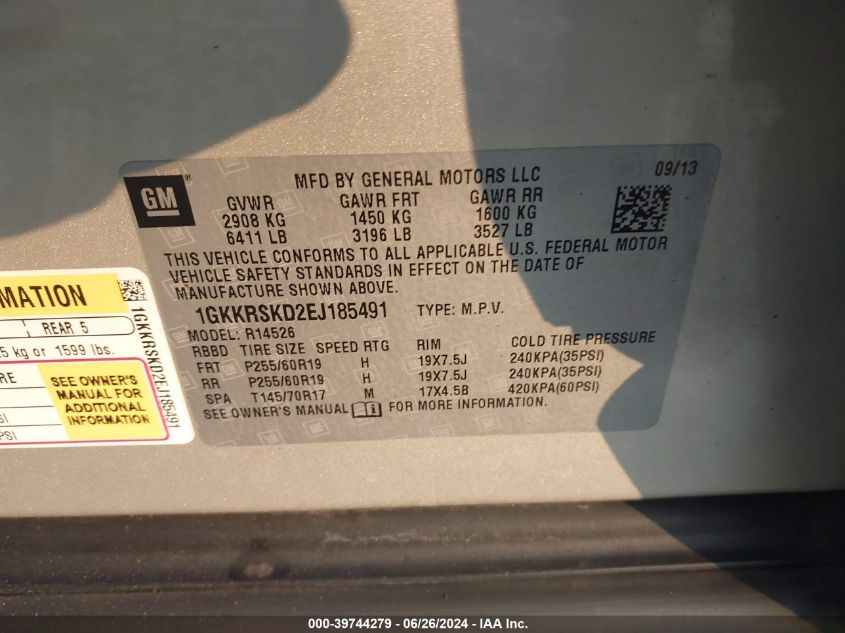 MFD BY GENERAL MOTORS LLC 09/13
GM ®
GVWR GAWR FRT GAWR RR
2908 KG 1450 KG 1600 KG
6411 LB 3196 LB 3527 LB
THIS VEHICLE CONFORMS TO ALL APPLICABLE U.S. FEDERAL MOTOR
VEHICLE SAFETY STANDARDS IN EFFECT ON THE DATE OF
MANUFACTURE SHOWN ABOVE.
1GKKRSKD2EJ185491 TYPE: M.P.V.
MODEL: R14526
RBBD TIRE SIZE SPEED RTG RIM COLD TIRE PRESSURE
FRT P255/60R19 H 19X7.5J 240KPA(35PSI)
RR P255/60R19 H 19X7.5J 240KPA(35PSI)
SPA T145/70R17 M 17X4.5B 420KPA(60PSI)
SEE OWNER'S MANUAL FOR MORE INFORMATION.
MATION
REAR 5
kg or 1599 lbs.
SEE OWNER'S
MANUAL FOR
ADDITIONAL
INFORMATION
PSI
1GKKRSKD2EJ185491
000-39744279 - 06/26/2024 - IAA Inc.